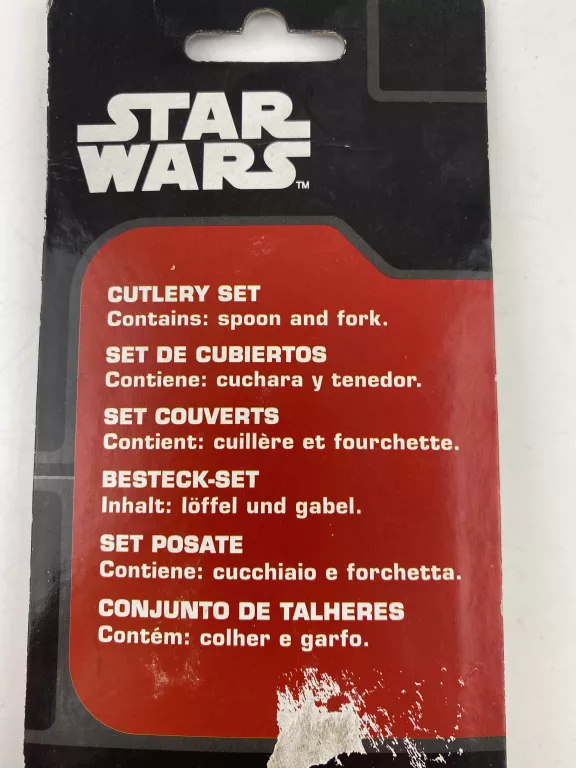 STAR
WARS
TM
CUTLERY SET
Contains: spoon and fork.
SET DE CUBIERTOS
Contiene: cuchara y tenedor.
SET COUVERTS
Contient: cuillère et fourchette.
BESTECK-SET
Inhalt: löffel und gabel.
SET POSATE
Contiene: cucchiaio e forchetta.
CONJUNTO DE TALHERES
Contém: colher e garfo.